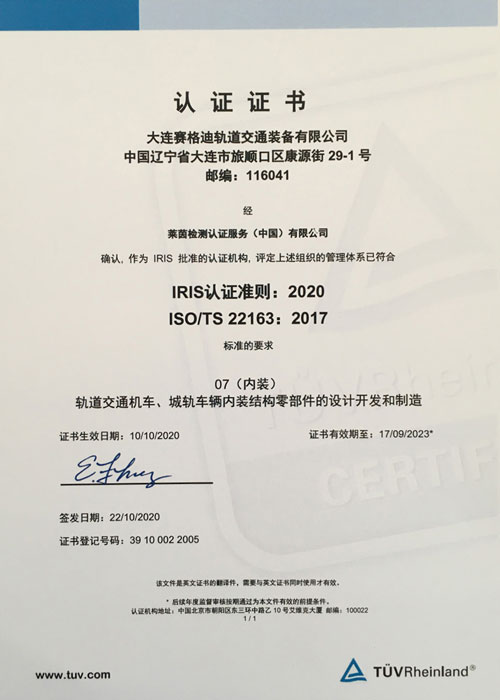 认 证 证 书
大连赛格迪轨道交通装备有限公司
中国辽宁省大连市旅顺口区康源街 29-1 号
邮编：116041
经
莱茵检测认证服务（中国）有限公司
确认, 作为 IRIS 批准的认证机构, 评定上述组织的管理体系已符合
IRIS认证准则：2020
ISO/TS 22163：2017
标准的要求
07（内装）
轨道交通机车、城轨车辆内装结构零部件的设计开发和制造
证书生效日期：10/10/2020
证书有效期至：17/09/2023*
签发日期：22/10/2020
证书登记号码：39 10 002 2005
该文件是英文证书的翻译件，需要与英文证书同时使用才有效。
* 后续年度监督审核按期通过为本文件有效的前提条件。
认证机构地址：中国北京市朝阳区东三环中路乙 10 号艾维克大厦 邮编：100022
1 / 1
www.tuv.com
TÜVRheinland®
TÜVRhein
CERTIF